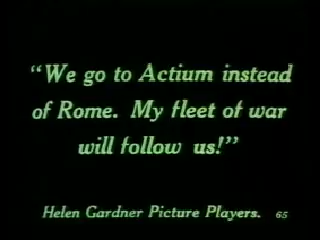 "We go to Actium instead
of Rome. My fleet of war
will follow us!"
Helen Gardner Picture Players. 65